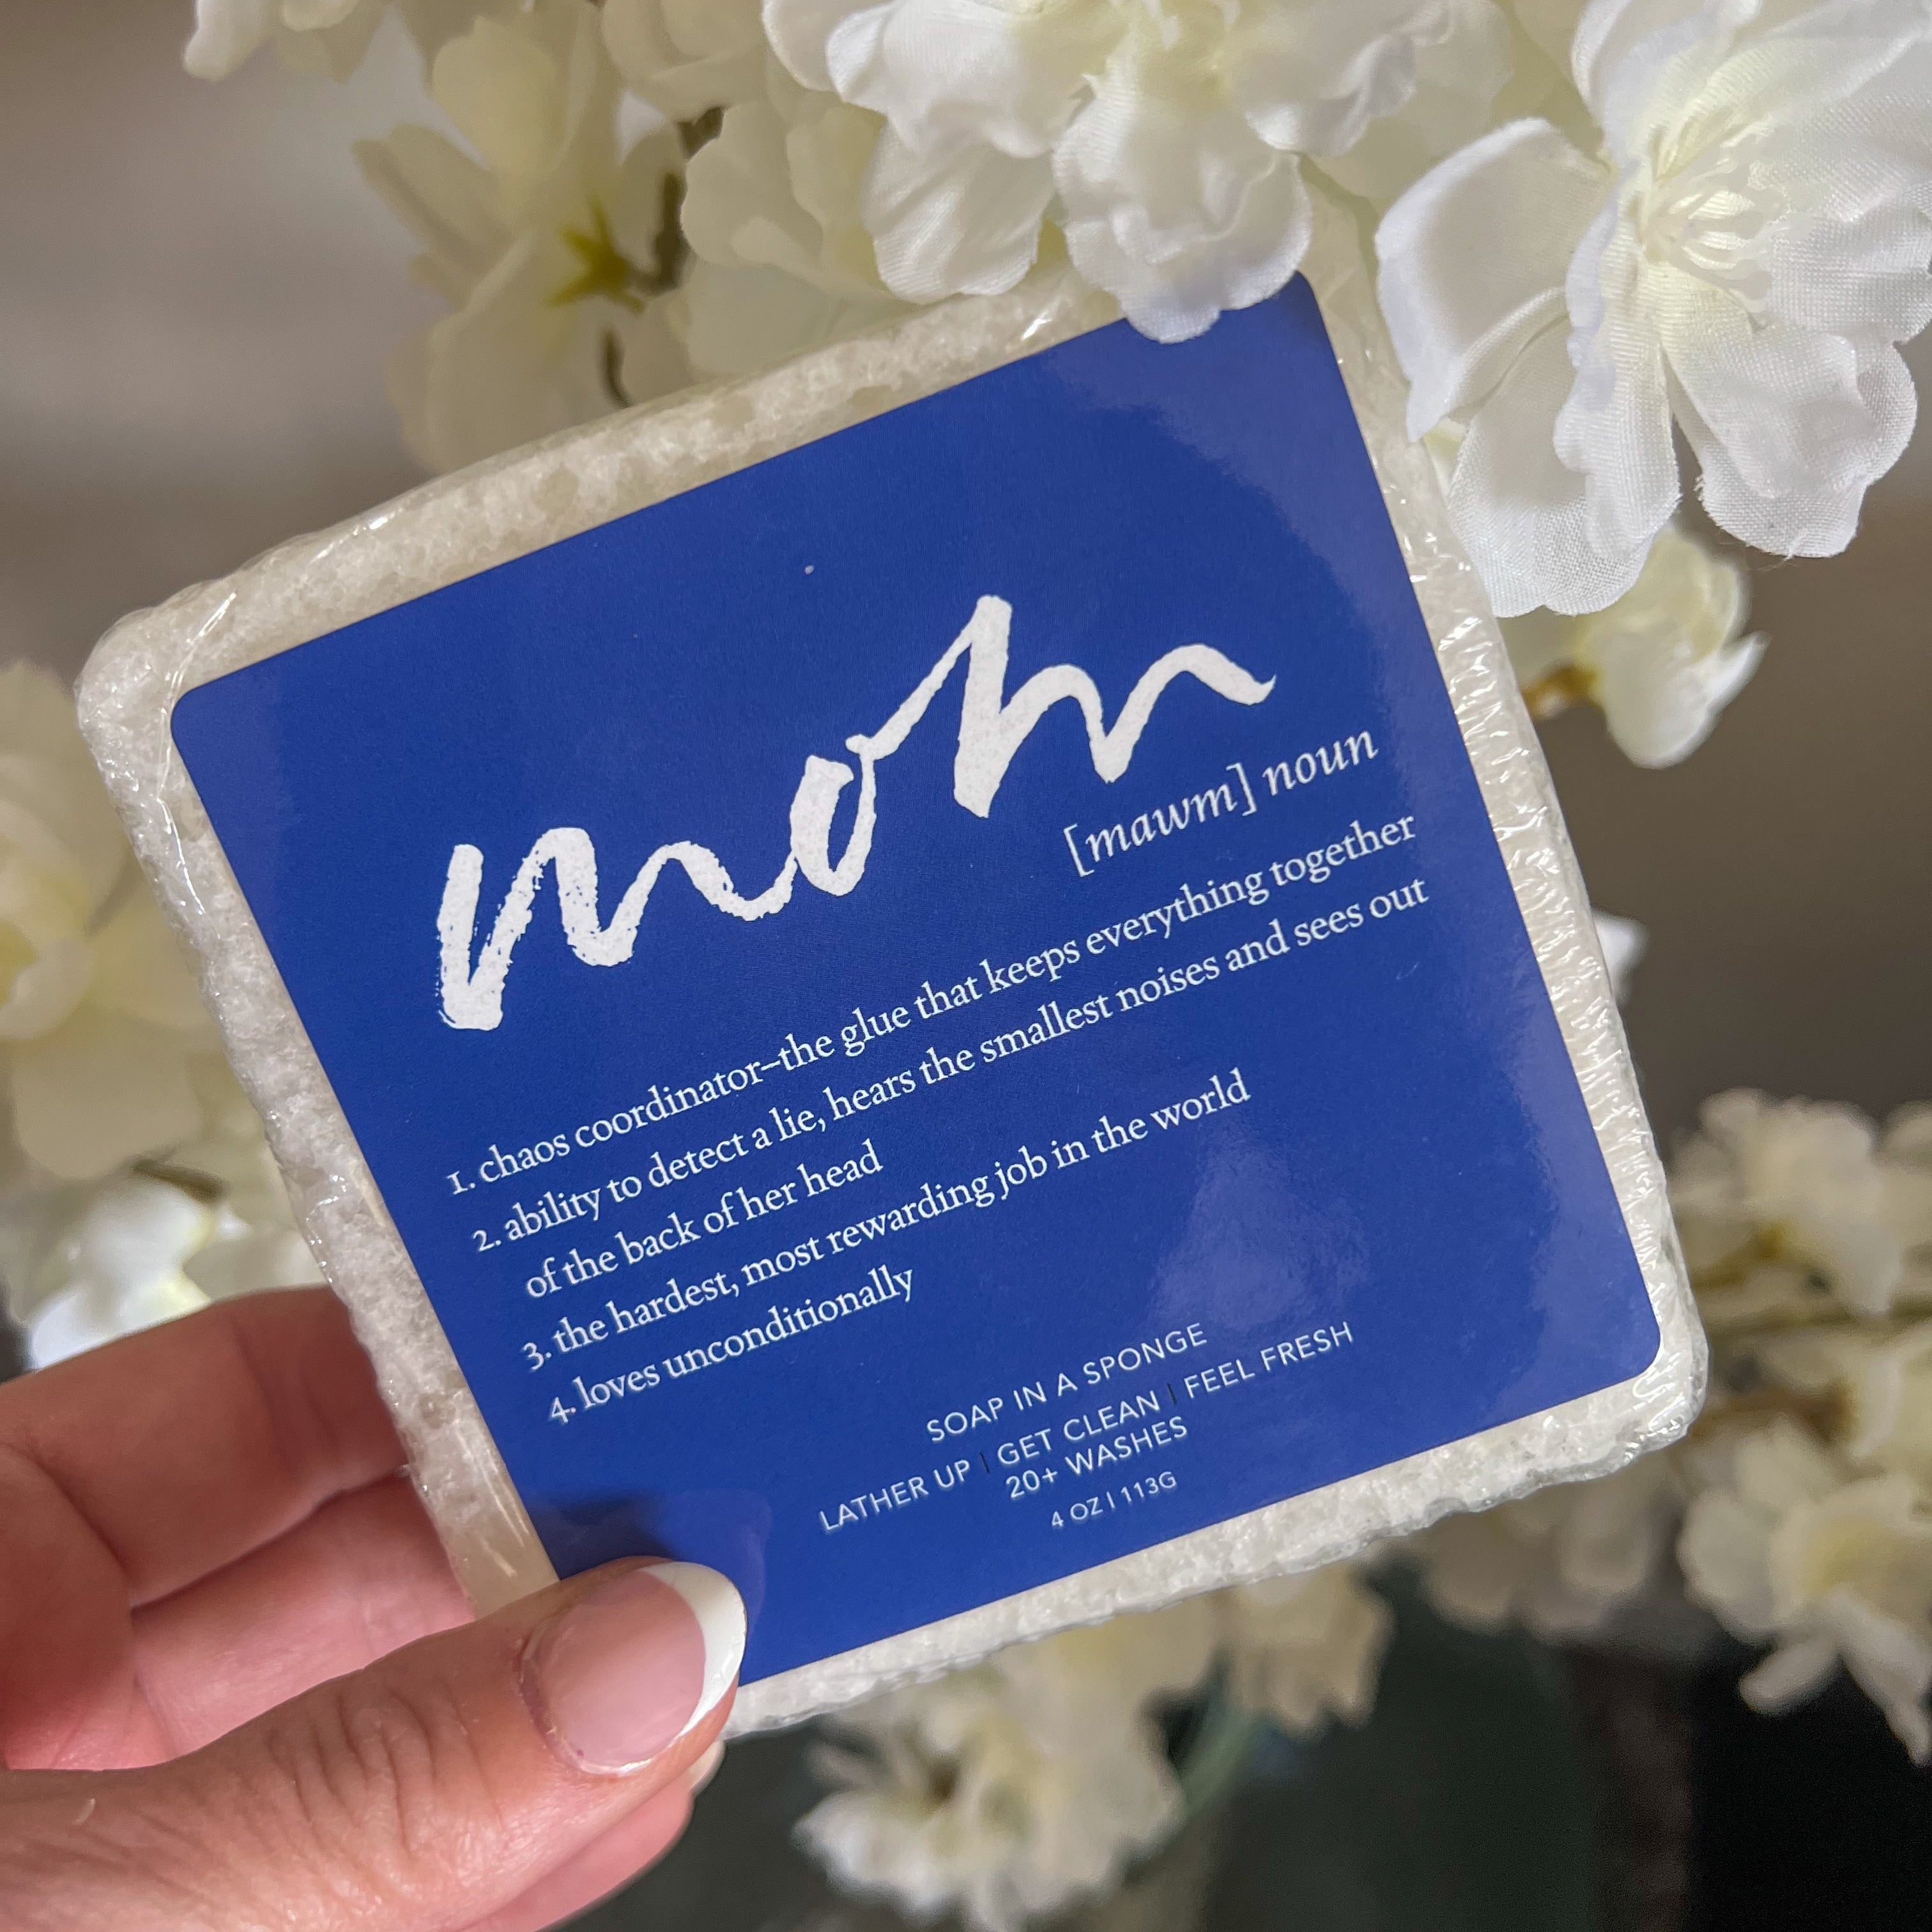 mom
[mawm] noun
1. chaos coordinator–the glue that keeps everything together
2. ability to detect a lie, hears the smallest noises and sees out
of the back of her head
3. the hardest, most rewarding job in the world
4. loves unconditionally
SOAP IN A SPONGE
LATHER UP | GET CLEAN | FEEL FRESH
20+ WASHES
4 OZ | 113G